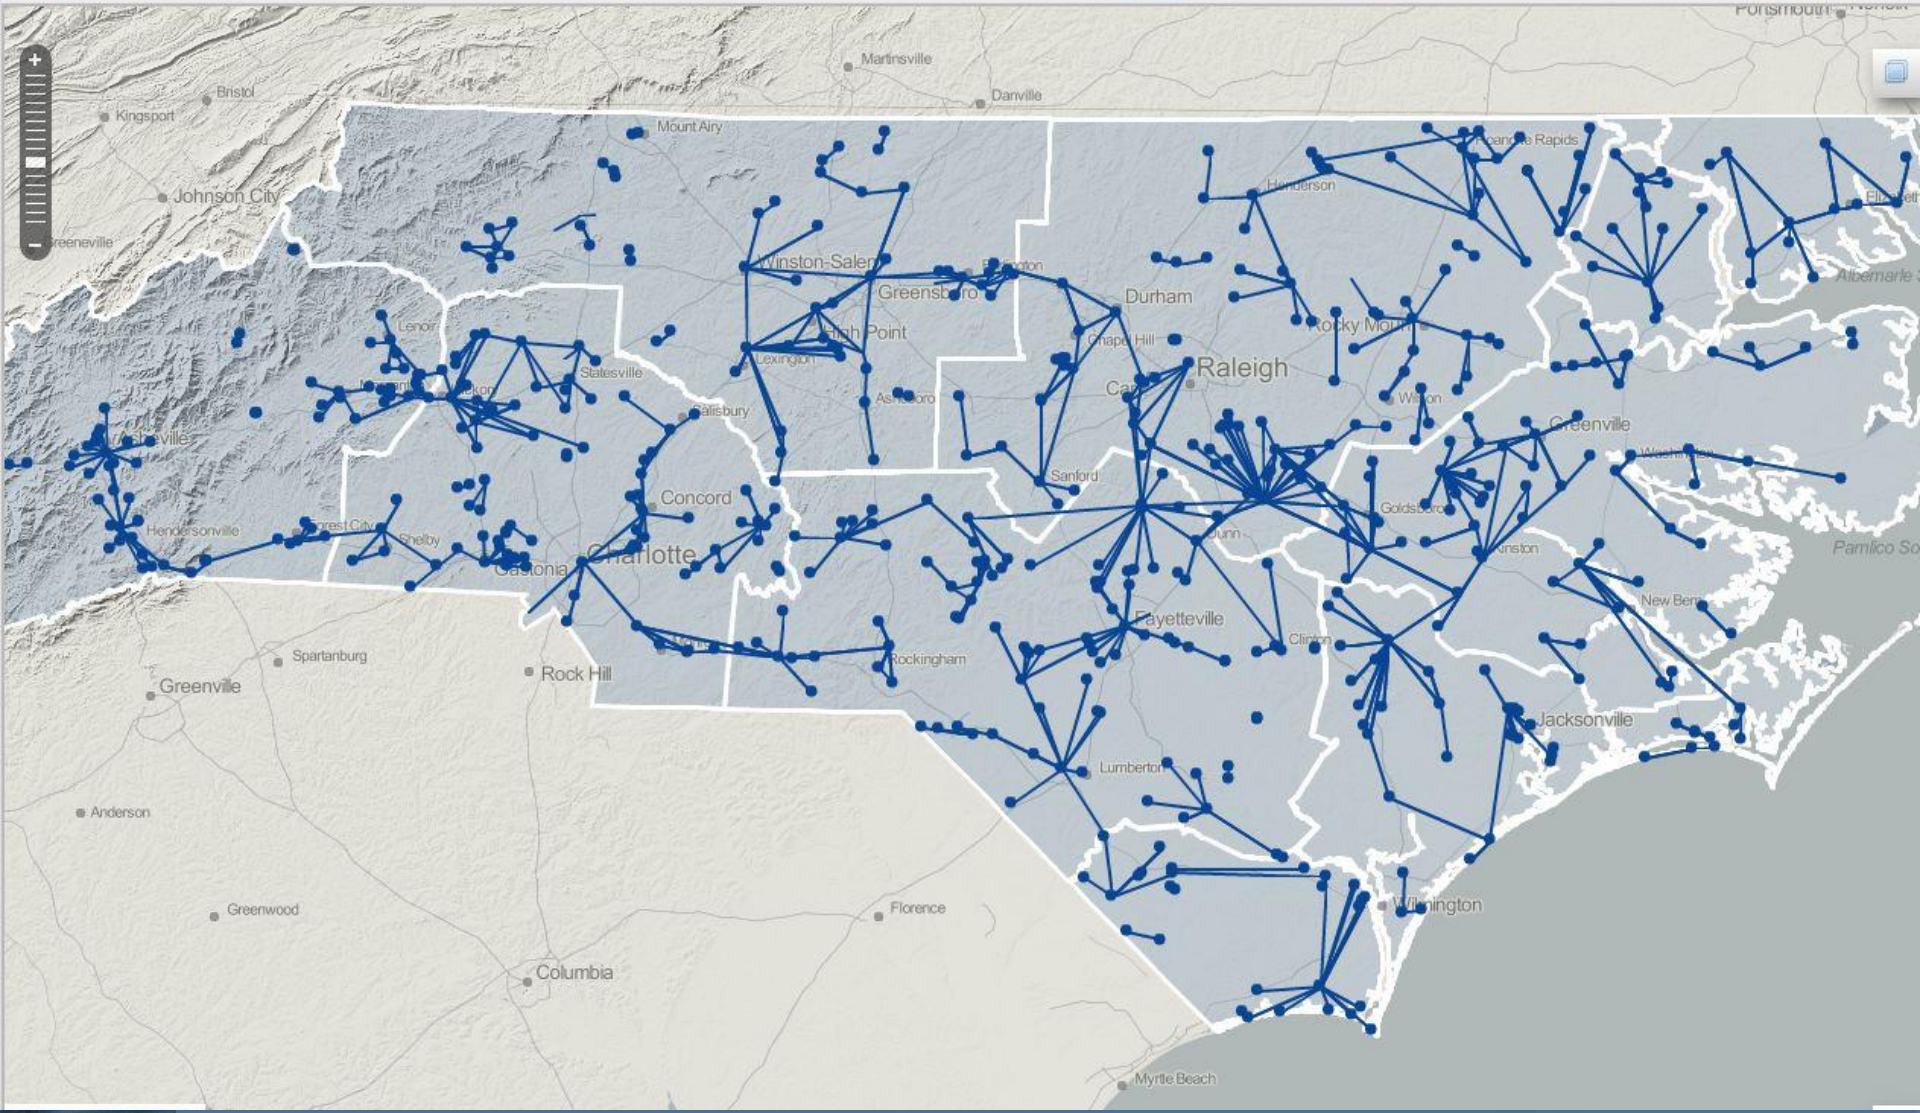 Portsmouth
Martinsville
Bristol
Danville
Kingsport
Mount Airy
Roanoke Rapids
Johnson City
Henderson
Greeneville
Winston-Salem
Greensboro
Durham
Lenoir
High Point
Rocky Mount
Chapel Hill
Lexington
Statesville
Raleigh
Asheboro
Wilson
Salisbury
Greenville
Asheville
Washington
Sanford
Concord
Hendersonville
Forest City
Goldsboro
Shelby
Dunn
Kinston
Charlotte
Gastonia
Pamlico So
New Bern
Fayetteville
Clinton
Spartanburg
Rockingham
Rock Hill
Greenville
Jacksonville
Lumberton
Anderson
Wilmington
Greenwood
Florence
Columbia
Myrtle Beach